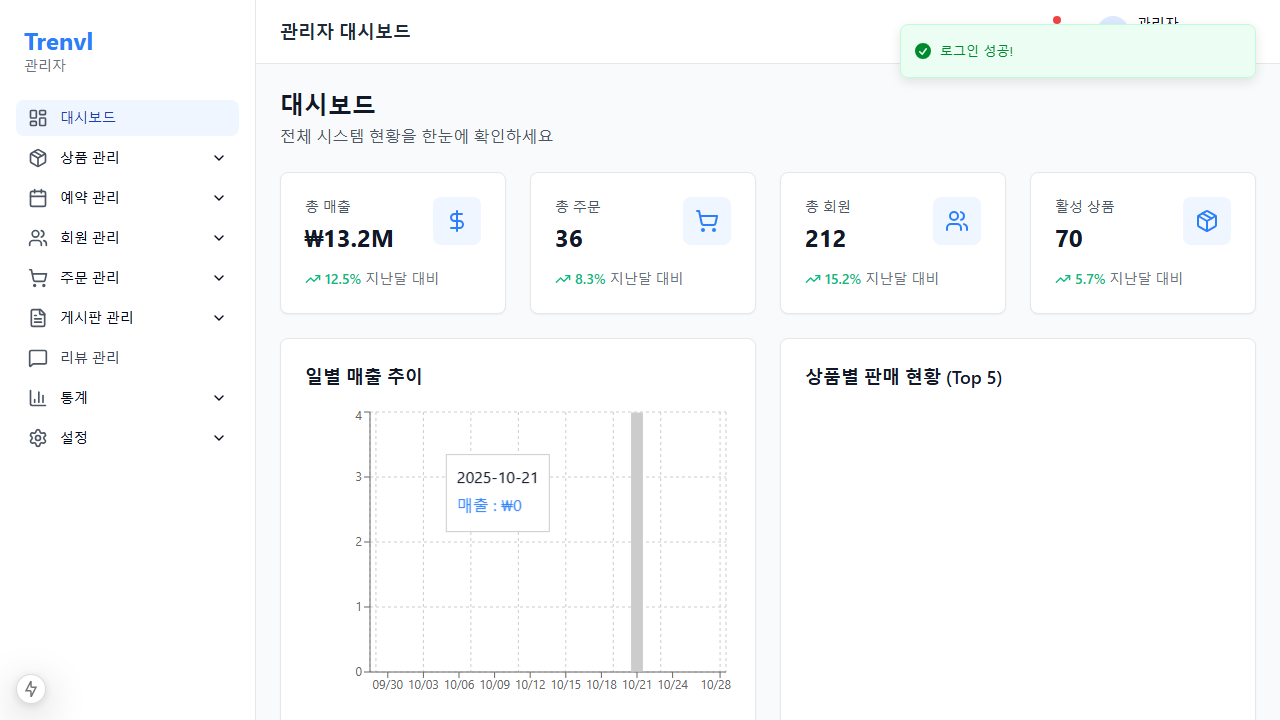 Trenvl
관리자
대시보드
상품 관리
예약 관리
회원 관리
주문 관리
게시판 관리
리뷰 관리
통계
설정
관리자 대시보드
관리자
로그인 성공!
대시보드
전체 시스템 현황을 한눈에 확인하세요
총 매출
₩13.2M
12.5% 지난달 대비
총 주문
36
8.3% 지난달 대비
총 회원
212
15.2% 지난달 대비
활성 상품
70
5.7% 지난달 대비
일별 매출 추이
4
3
2
1
0
2025-10-21
매출 : ₩0
09/30 10/03 10/06 10/09 10/12 10/15 10/18 10/21 10/24 10/28
상품별 판매 현황 (Top 5)